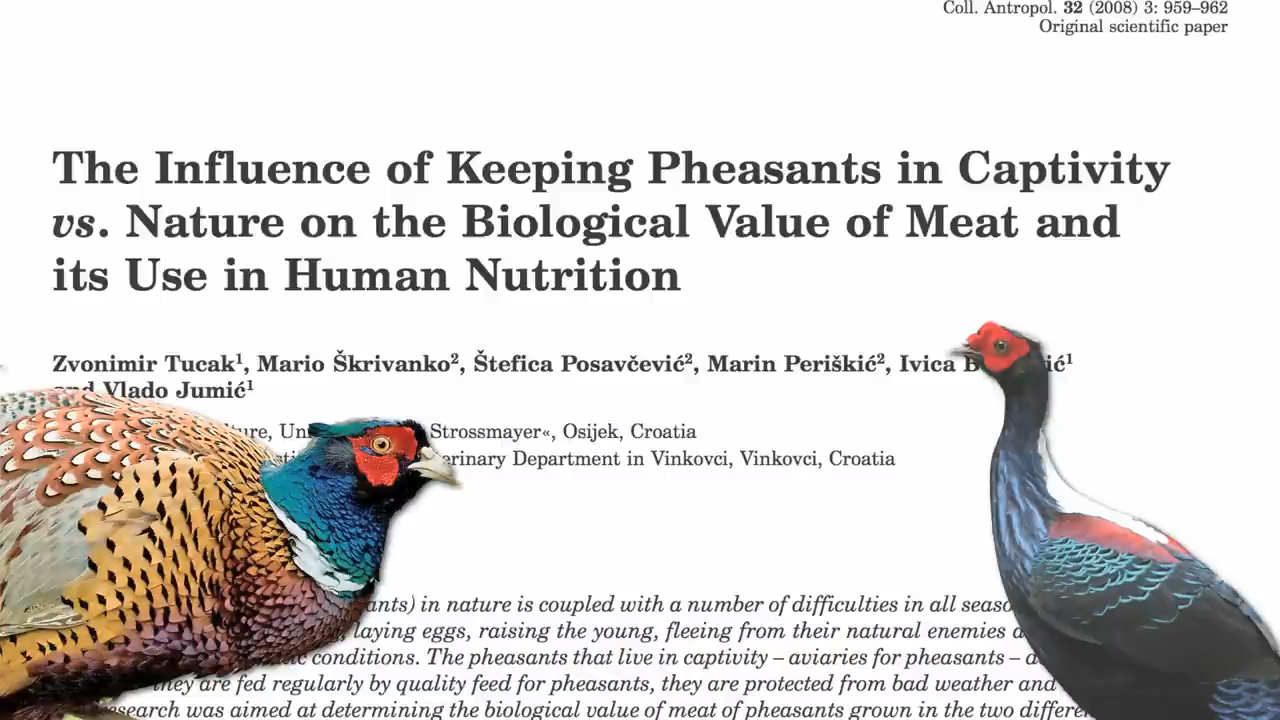 Coll. Antropol. 32 (2008) 3: 959–962
Original scientific paper
The Influence of Keeping Pheasants in Captivity
vs. Nature on the Biological Value of Meat and
its Use in Human Nutrition
Zvonimir Tucak¹, Mario Škrivanko², Štefica Posavčević², Marin Periškić², Ivica
Vlado Jumić¹
Strossmayer«, Osijek, Croatia
Department in Vinkovci, Vinkovci, Croatia
in nature is coupled with a number of difficulties in all
laying eggs, raising the young, fleeing from their natural enemies
conditions. The pheasants that live in captivity – aviaries for pheasants –
they are fed regularly by quality feed for pheasants, they are protected from bad weather and
was aimed at determining the biological value of meat of pheasants grown in the two